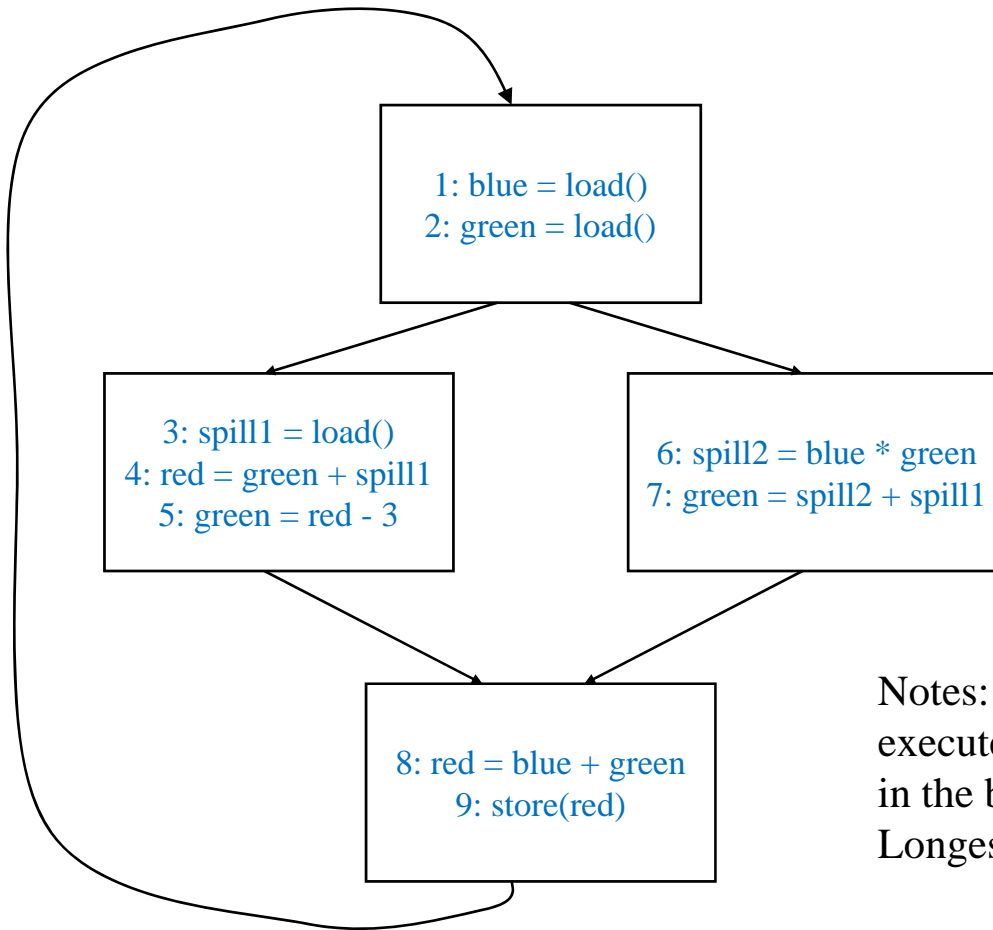 1: blue = load()
2: green = load()
3: spill1 = load()
4: red = green + spill1
5: green = red - 3
6: spill2 = blue * green
7: green = spill2 + spill1
8: red = blue + green
9: store(red)
Notes:
execute
in the b
Longes